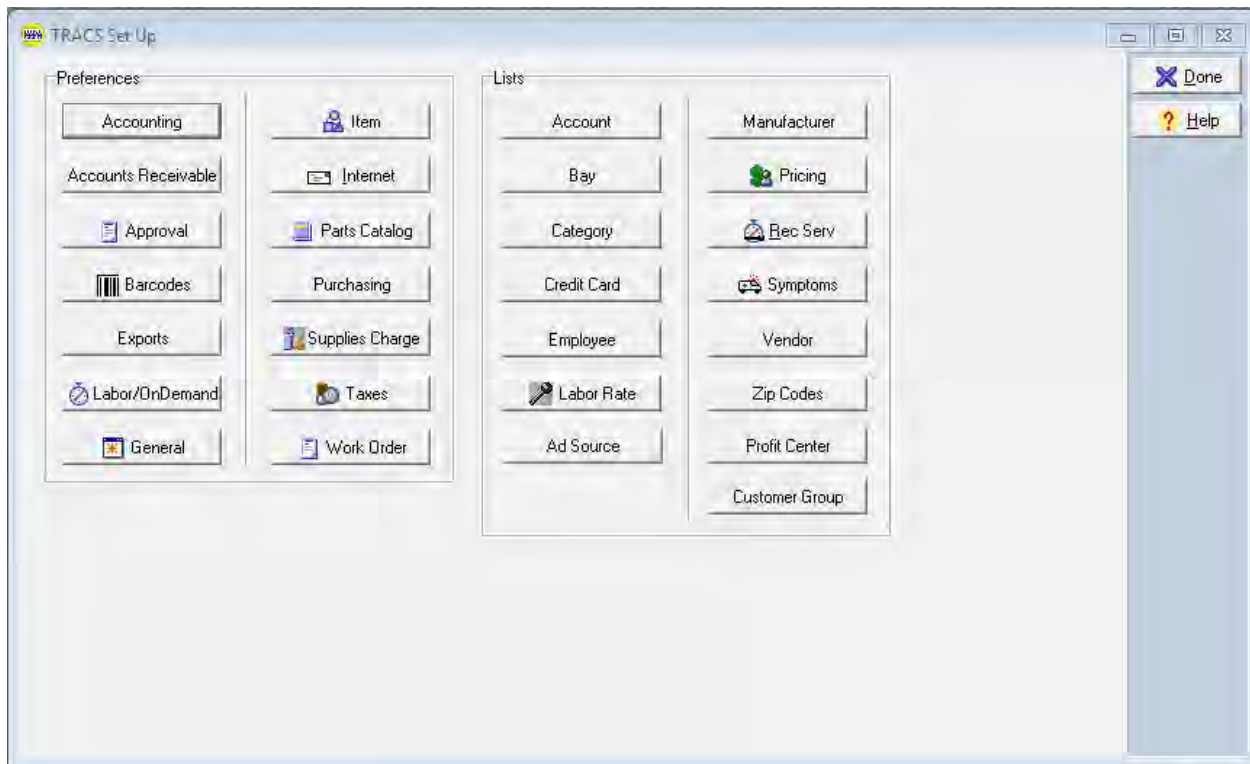 TRACS Set Up
Preferences
Accounting
Accounts Receivable
Approval
Barcodes
Exports
Labor/OnDemand
General
Item
Internet
Parts Catalog
Purchasing
Supplies Charge
Taxes
Work Order
Lists
Account
Bay
Category
Credit Card
Employee
Labor Rate
Ad Source
Manufacturer
Pricing
Rec Serv
Symptoms
Vendor
Zip Codes
Profit Center
Customer Group
Done
Help